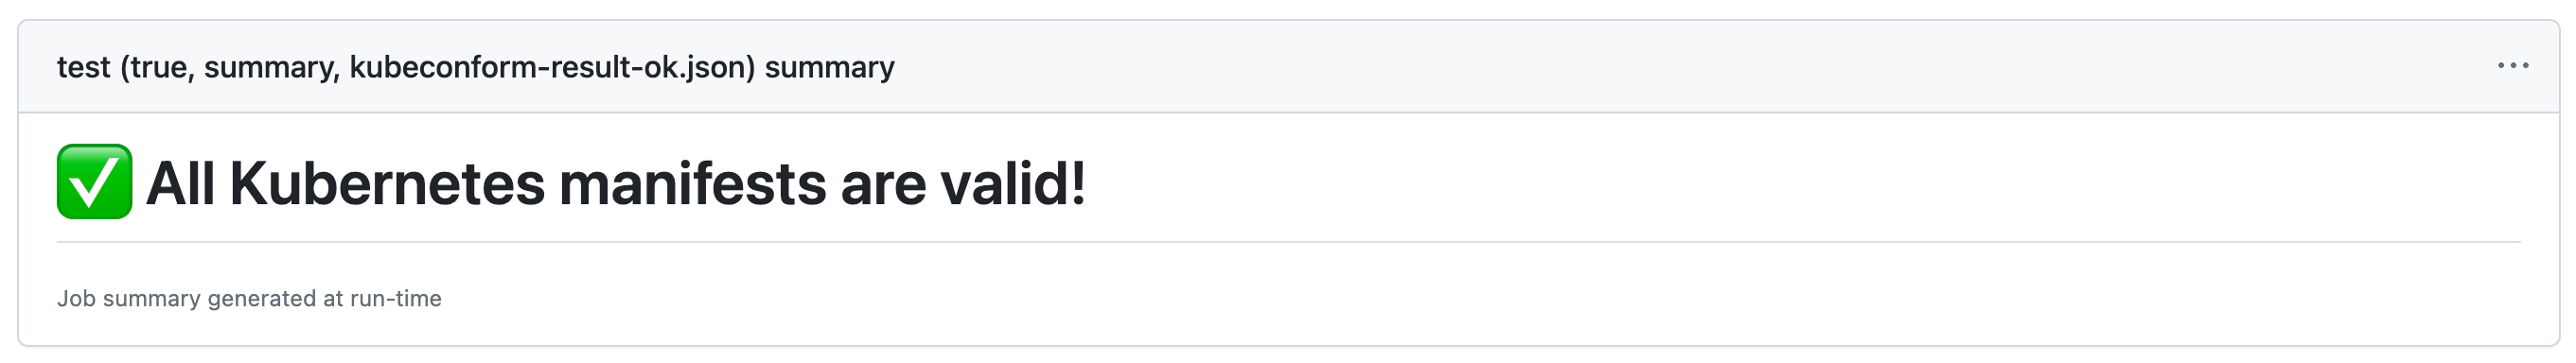 test (true, summary, kubeconform-result-ok.json) summary
✅ All Kubernetes manifests are valid!
Job summary generated at run-time